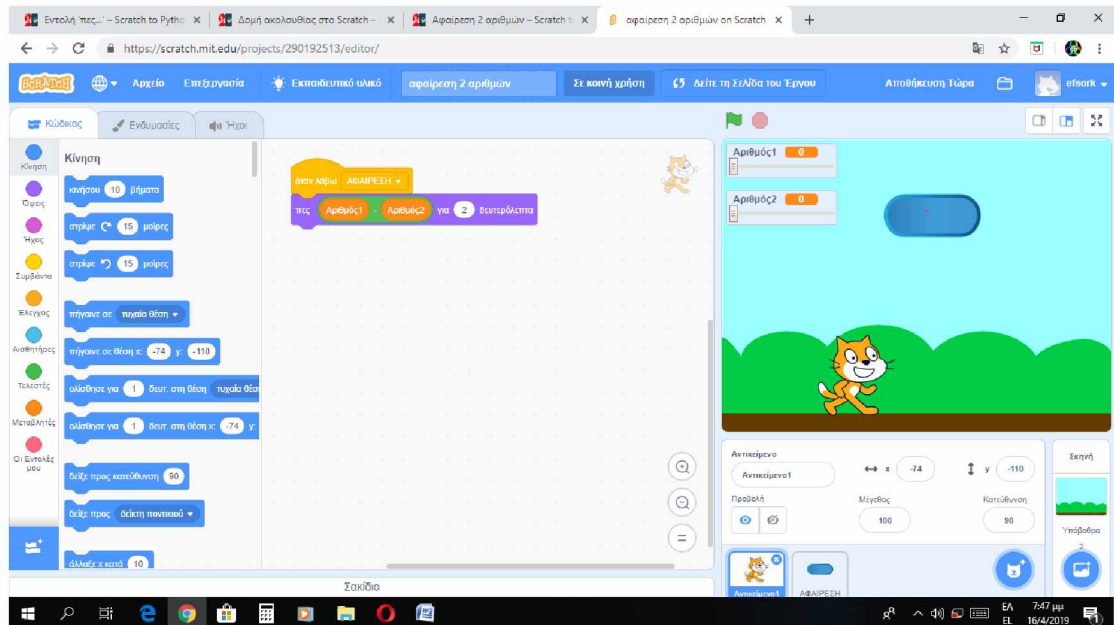 Εντολή 'πες...' – Scratch to Pytho
Δομή ακολουθίας στο Scratch –
Αφαίρεση 2 αριθμών – Scratch t
αφαίρεση 2 αριθμών on Scratch
https://scratch.mit.edu/projects/290192513/editor/
SCRATCH
Αρχείο
Επεξεργασία
Εκπαιδευτικό υλικό
αφαίρεση 2 αριθμών
Σε κοινή χρήση
Δείτε τη Σελίδα του Έργου
Αποθήκευση Τώρα
efsork
Κώδικας
Ενδυμασίες
Ήχοι
Κίνηση
Όψεις
Ήχος
Συμβάντα
Έλεγχος
Αισθητήρες
Τελεστές
Μεταβλητές
Οι Εντολές
μου
Κίνηση
κινήσου 10 βήματα
στρίψε 15 μοίρες
στρίψε 15 μοίρες
πήγαινε σε τυχαία θέση
πήγαινε σε θέση x: -74 y: -110
ολίσθησε για 1 δευτ. στη θέση τυχαία θέσ
ολίσθησε για 1 δευτ. στη θέση x: -74 y:
δείξε προς κατεύθυνση 90
δείξε προς δείκτη ποντικιού
άλλαξε x κατά 10
όταν λάβω ΑΦΑΙΡΕΣΗ
πες Αριθμός1 - Αριθμός2 για 2 δευτερόλεπτα
Σακίδιο
Αριθμός1 0
Αριθμός2 0
Αντικείμενο
Αντικείμενο1
x -74
y -110
Προβολή
Μέγεθος
100
Κατεύθυνση
90
Σκηνή
Υπόβαθρα
2
Αντικείμενο1
ΑΦΑΙΡΕΣΗ
ΕΛ
EL
7:47 μμ
16/4/2019